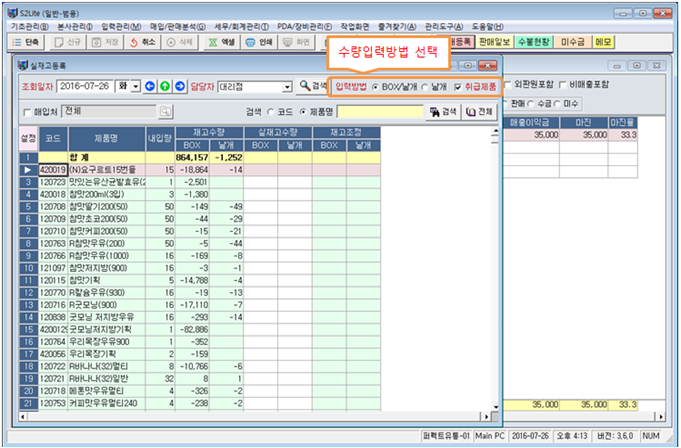 S2Lite (일반-범용)
기초관리(B) 본사관리(I) 입력관리(M) 매입/판매분석(G) 세무/회계관리(T) PDA/장비관리(F) 작업화면 즐겨찾기(A) 관리도구(A) 도움말(H)
단축 신규 저장 취소 삭제 엑셀 인쇄 화면 판매일보 수불현황 미수금 메모
수량입력방법 선택
실재고등록
조회일자 2016-07-26 화 담당자 대리점 검색 입력방법 BOX/낱개 낱개 취급제품
외판원포함 비매출포함
매입처 전체 검색 코드 제품명 검색 전체
판매 수금 미수
설정 코드 제품명 내입량 재고수량 실재고수량 재고조정
BOX 낱개 BOX 낱개 BOX 낱개
매출이익금 마진 마진율
35,000 35,000 33.3
1 합 계 864,157 -1,252
420019 (N)요구르트15번들 15 -18,864 -14
3 120723 맛있는유산균발효유(2 1 -2,501
4 420018 참맛200ml(3입) 3 -1,380
5 120708 참맛딸기200(50) 50 -149 -49
6 120709 참맛초코200(50) 50 -44 -29
7 120710 참맛커피200(50) 50 -15 -21
8 120763 R참맛우유(200) 50 -5 -44
9 120766 R참맛우유(1000) 16 -169 -8
10 121097 참맛저지방(900) 16 -3 -1
11 120115 참맛기획 5 -14,788 -4
12 120770 R칼슘우유(930) 16 -19 -13
13 120716 R굿모닝(900) 16 -17,110 -7
14 120838 굿모닝 저지방우유 16 -293 -14
15 420012 굿모닝저지방기획 1 -82,886
16 120764 우리목장우유900 1 -352
17 420056 우리목장기획 2 -159
18 120722 R바나나(32)멀티 8 -10,766 -6
19 120721 R바나나(32)일반 32 8 1
20 120718 메론맛우유멀티 4 -326 -2
21 120753 커피맛우유멀티240 4 -238 -2
35,000 35,000 33.3
퍼펙트유통-01 Main PC 2016-07-26 오후 4:13 버전: 3,6,0 NUM